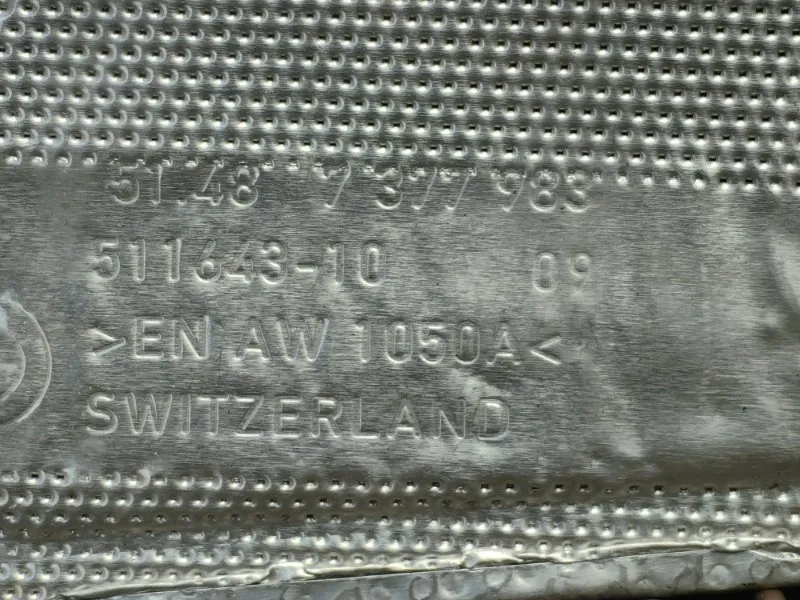 51.48 7 377 983
511643-10 09
>EN AW 1050A<
SWITZERLAND